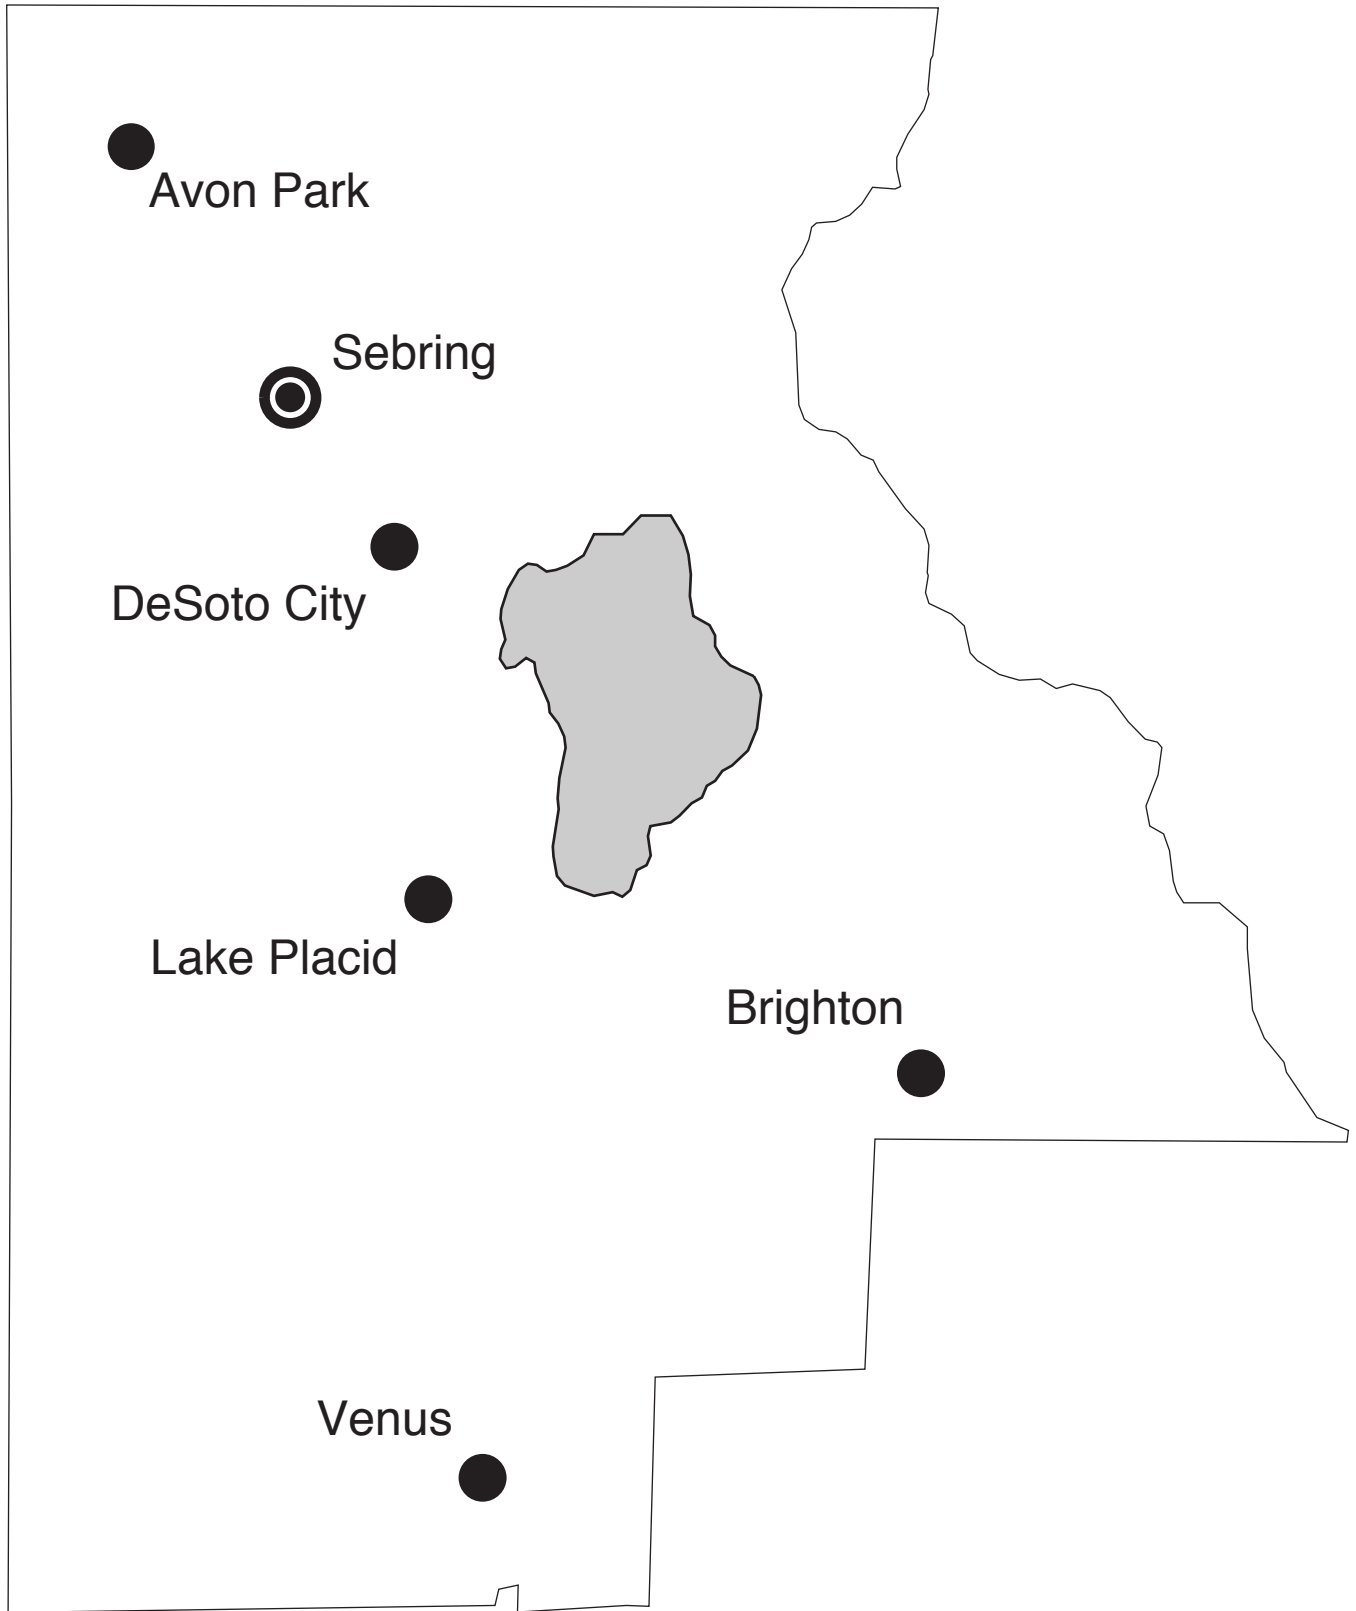 Avon Park
Sebring
DeSoto City
Lake Placid
Brighton
Venus